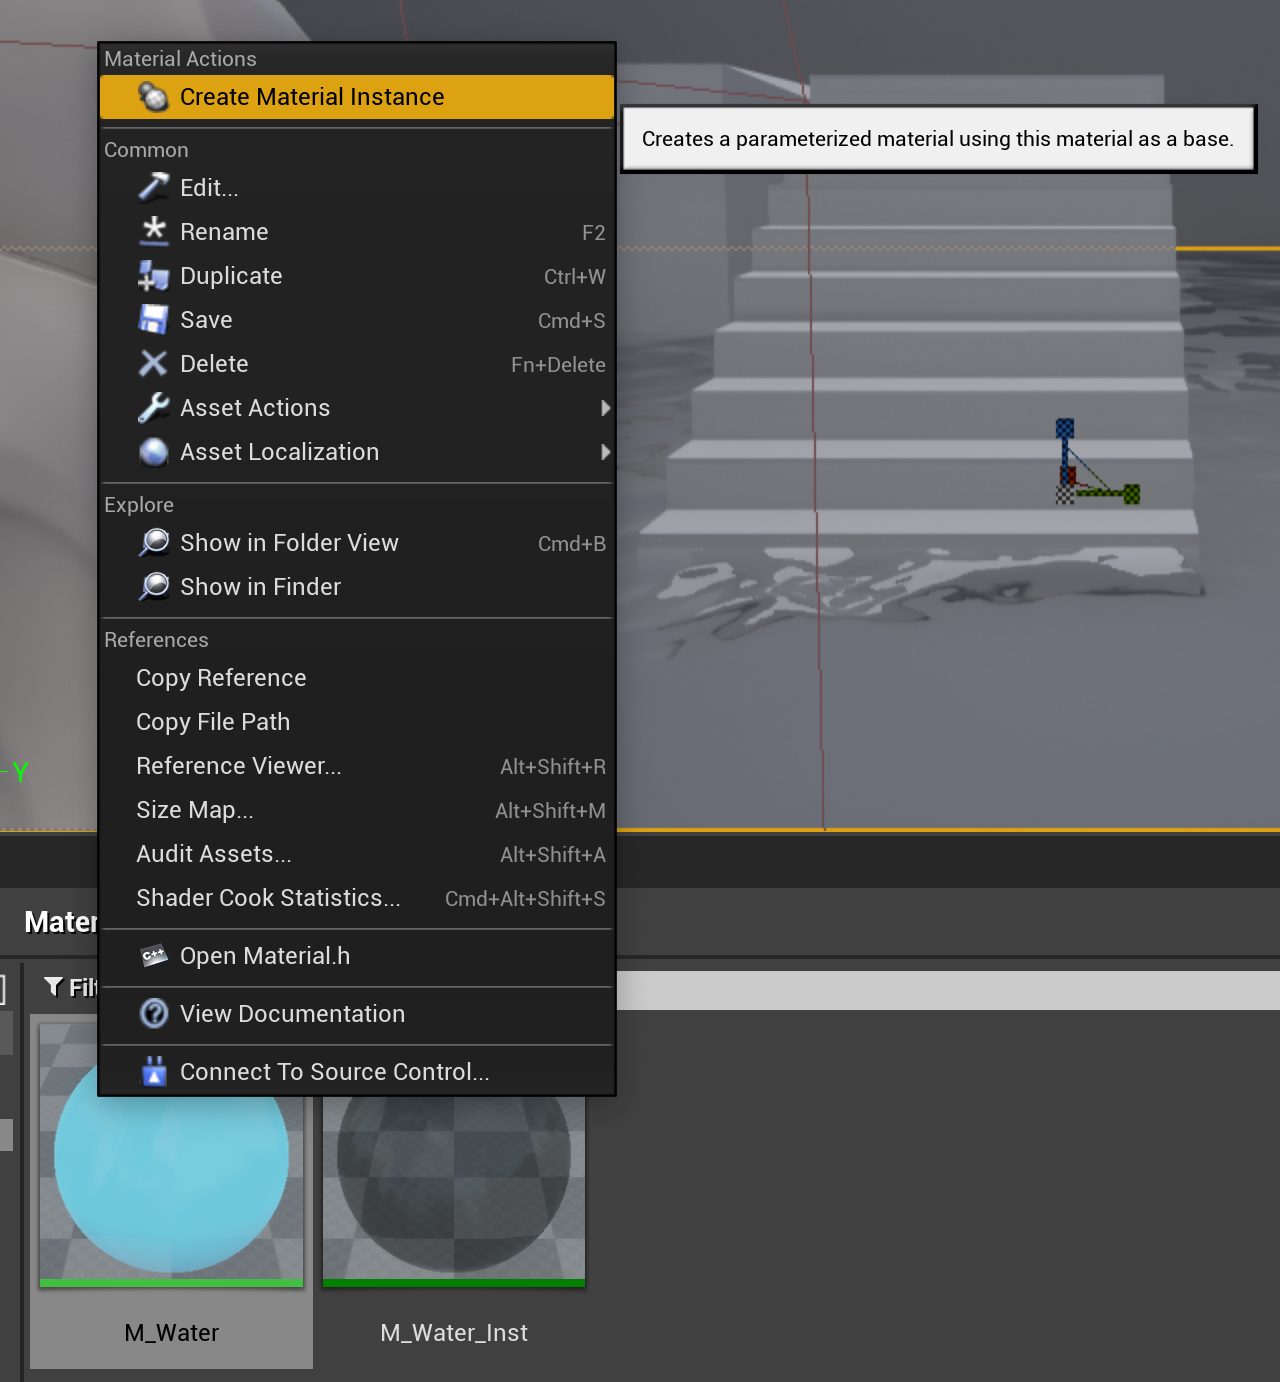 Material Actions
Create Material Instance
Creates a parameterized material using this material as a base.
Common
Edit...
Rename F2
Duplicate Ctrl+W
Save Cmd+S
Delete Fn+Delete
Asset Actions
Asset Localization
Explore
Show in Folder View Cmd+B
Show in Finder
References
Copy Reference
Copy File Path
Reference Viewer... Alt+Shift+R
Y
Size Map... Alt+Shift+M
Audit Assets... Alt+Shift+A
Shader Cook Statistics... Cmd+Alt+Shift+S
C++ Open Material.h
View Documentation
Connect To Source Control...
M_Water
M_Water_Inst